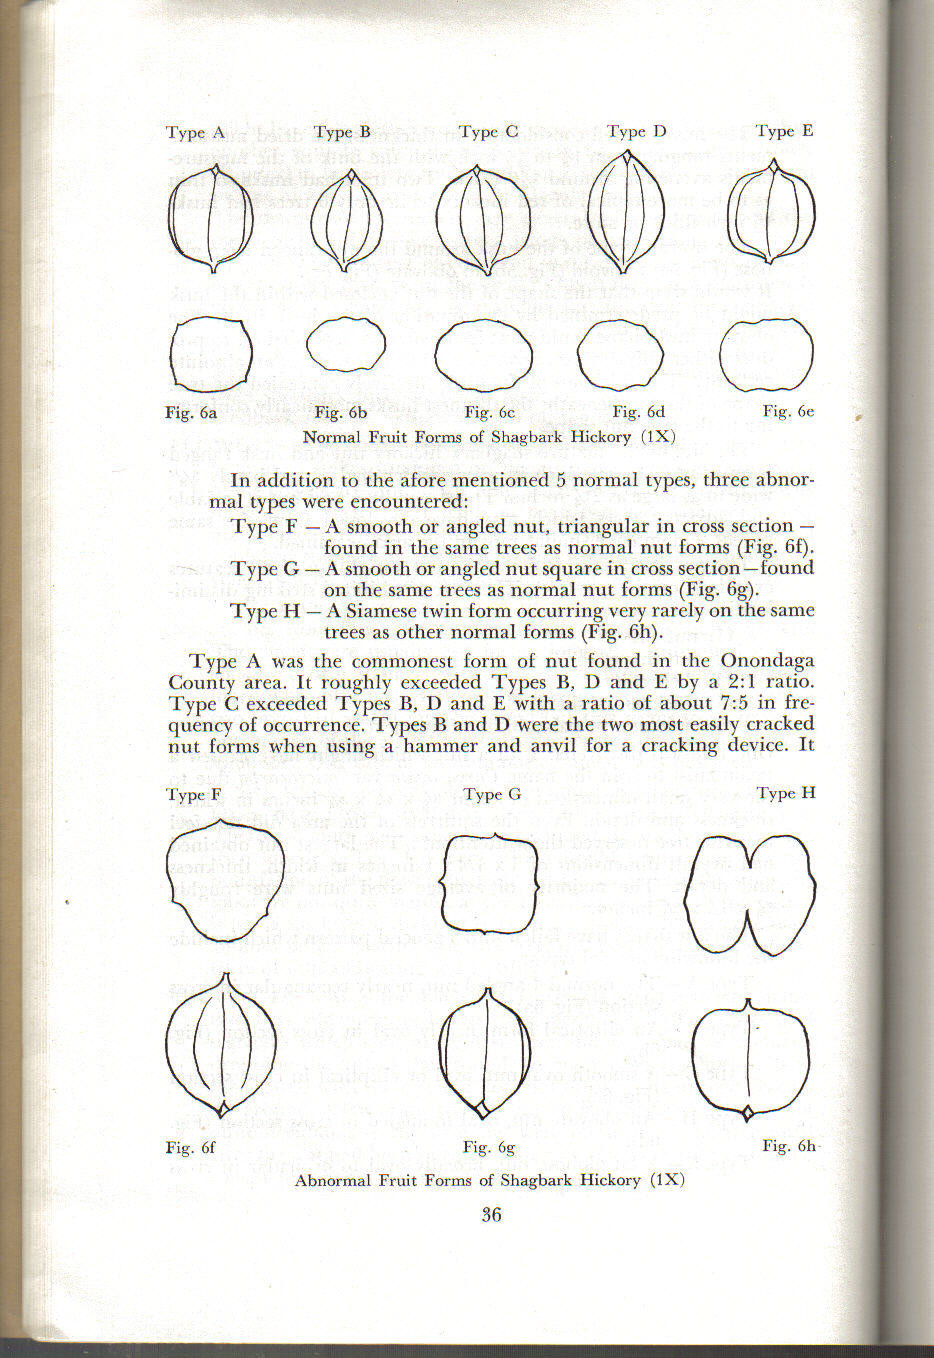 Type A Type B Type C Type D Type E
Fig. 6a Fig. 6b Fig. 6c Fig. 6d Fig. 6e
Normal Fruit Forms of Shagbark Hickory (1X)
In addition to the afore mentioned 5 normal types, three abnor-
mal types were encountered:
Type F — A smooth or angled nut, triangular in cross section —
found in the same trees as normal nut forms (Fig. 6f).
Type G — A smooth or angled nut square in cross section—found
on the same trees as normal nut forms (Fig. 6g).
Type H — A Siamese twin form occurring very rarely on the same
trees as other normal forms (Fig. 6h).
Type A was the commonest form of nut found in the Onondaga
County area. It roughly exceeded Types B, D and E by a 2:1 ratio.
Type C exceeded Types B, D and E with a ratio of about 7:5 in fre-
quency of occurrence. Types B and D were the two most easily cracked
nut forms when using a hammer and anvil for a cracking device. It
Type F Type G Type H
Fig. 6f Fig. 6g Fig. 6h
Abnormal Fruit Forms of Shagbark Hickory (1X)
36